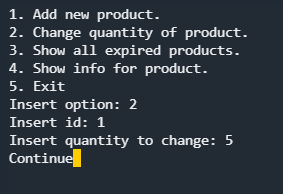 1. Add new product.
2. Change quantity of product.
3. Show all expired products.
4. Show info for product.
5. Exit
Insert option: 2
Insert id: 1
Insert quantity to change: 5
Continue